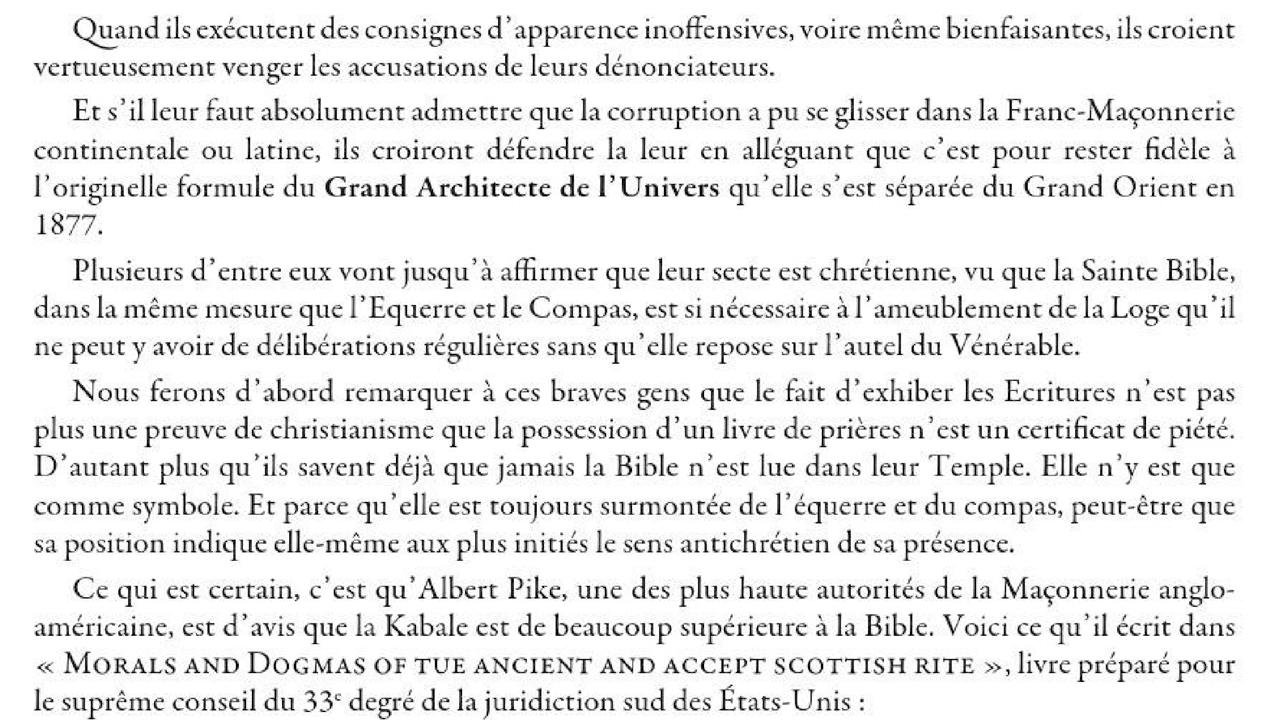 Quand ils exécutent des consignes d'apparence inoffensives, voire même bienfaisantes, ils croient
vertueusement venger les accusations de leurs dénonciateurs.
Et s'il leur faut absolument admettre que la corruption a pu se glisser dans la Franc-Maçonnerie
continentale ou latine, ils croiront défendre la leur en alléguant que c'est pour rester fidèle à
l'originelle formule du Grand Architecte de l'Univers qu'elle s'est séparée du Grand Orient en
1877.
Plusieurs d'entre eux vont jusqu'à affirmer que leur secte est chrétienne, vu que la Sainte Bible,
dans la même mesure que l'Equerre et le Compas, est si nécessaire à l'ameublement de la Loge qu'il
ne peut y avoir de délibérations régulières sans qu'elle repose sur l'autel du Vénérable.
Nous ferons d'abord remarquer à ces braves gens que le fait d'exhiber les Ecritures n'est pas
plus une preuve de christianisme que la possession d'un livre de prières n'est un certificat de piété.
D'autant plus qu'ils savent déjà que jamais la Bible n'est lue dans leur Temple. Elle n'y est que
comme symbole. Et parce qu'elle est toujours surmontée de l'équerre et du compas, peut-être que
sa position indique elle-même aux plus initiés le sens antichrétien de sa présence.
Ce qui est certain, c'est qu'Albert Pike, une des plus haute autorités de la Maçonnerie anglo-
américaine, est d'avis que la Kabale est de beaucoup supérieure à la Bible. Voici ce qu'il écrit dans
« MORALS AND DOGMAS OF TUE ANCIENT AND ACCEPT SCOTTISH RITE », livre préparé pour
le suprême conseil du 33e degré de la juridiction sud des États-Unis :